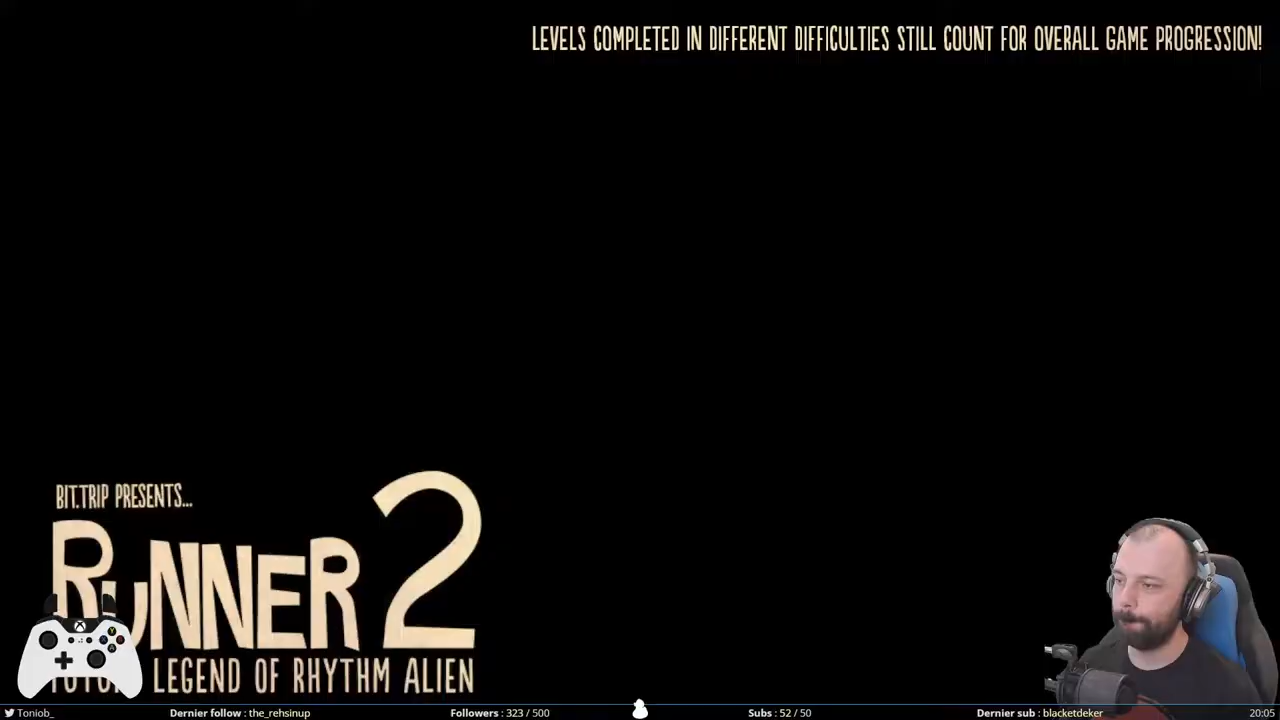 LEVELS COMPLETED IN DIFFERENT DIFFICULTIES STILL COUNT FOR OVERALL GAME PROGRESSION!
BIT.TRIP PRESENTS...
RUNNER 2
LEGEND OF RHYTHM ALIEN
Toniob_ Dernier follow : the_rehsinup Followers : 323 / 500 Subs : 52 / 50 Dernier sub : blacketdeker 20:05